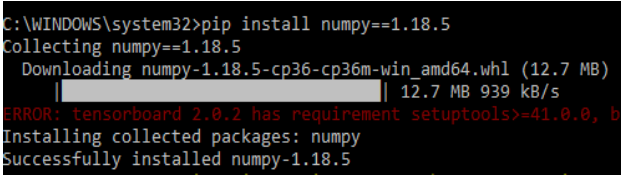 C:\WINDOWS\system32>pip install numpy==1.18.5
Collecting numpy==1.18.5
Downloading numpy-1.18.5-cp36-cp36m-win_amd64.whl (12.7 MB)
| | 12.7 MB 939 kB/s
ERROR: tensorboard 2.0.2 has requirement setuptools>=41.0.0, b
Installing collected packages: numpy
Successfully installed numpy-1.18.5